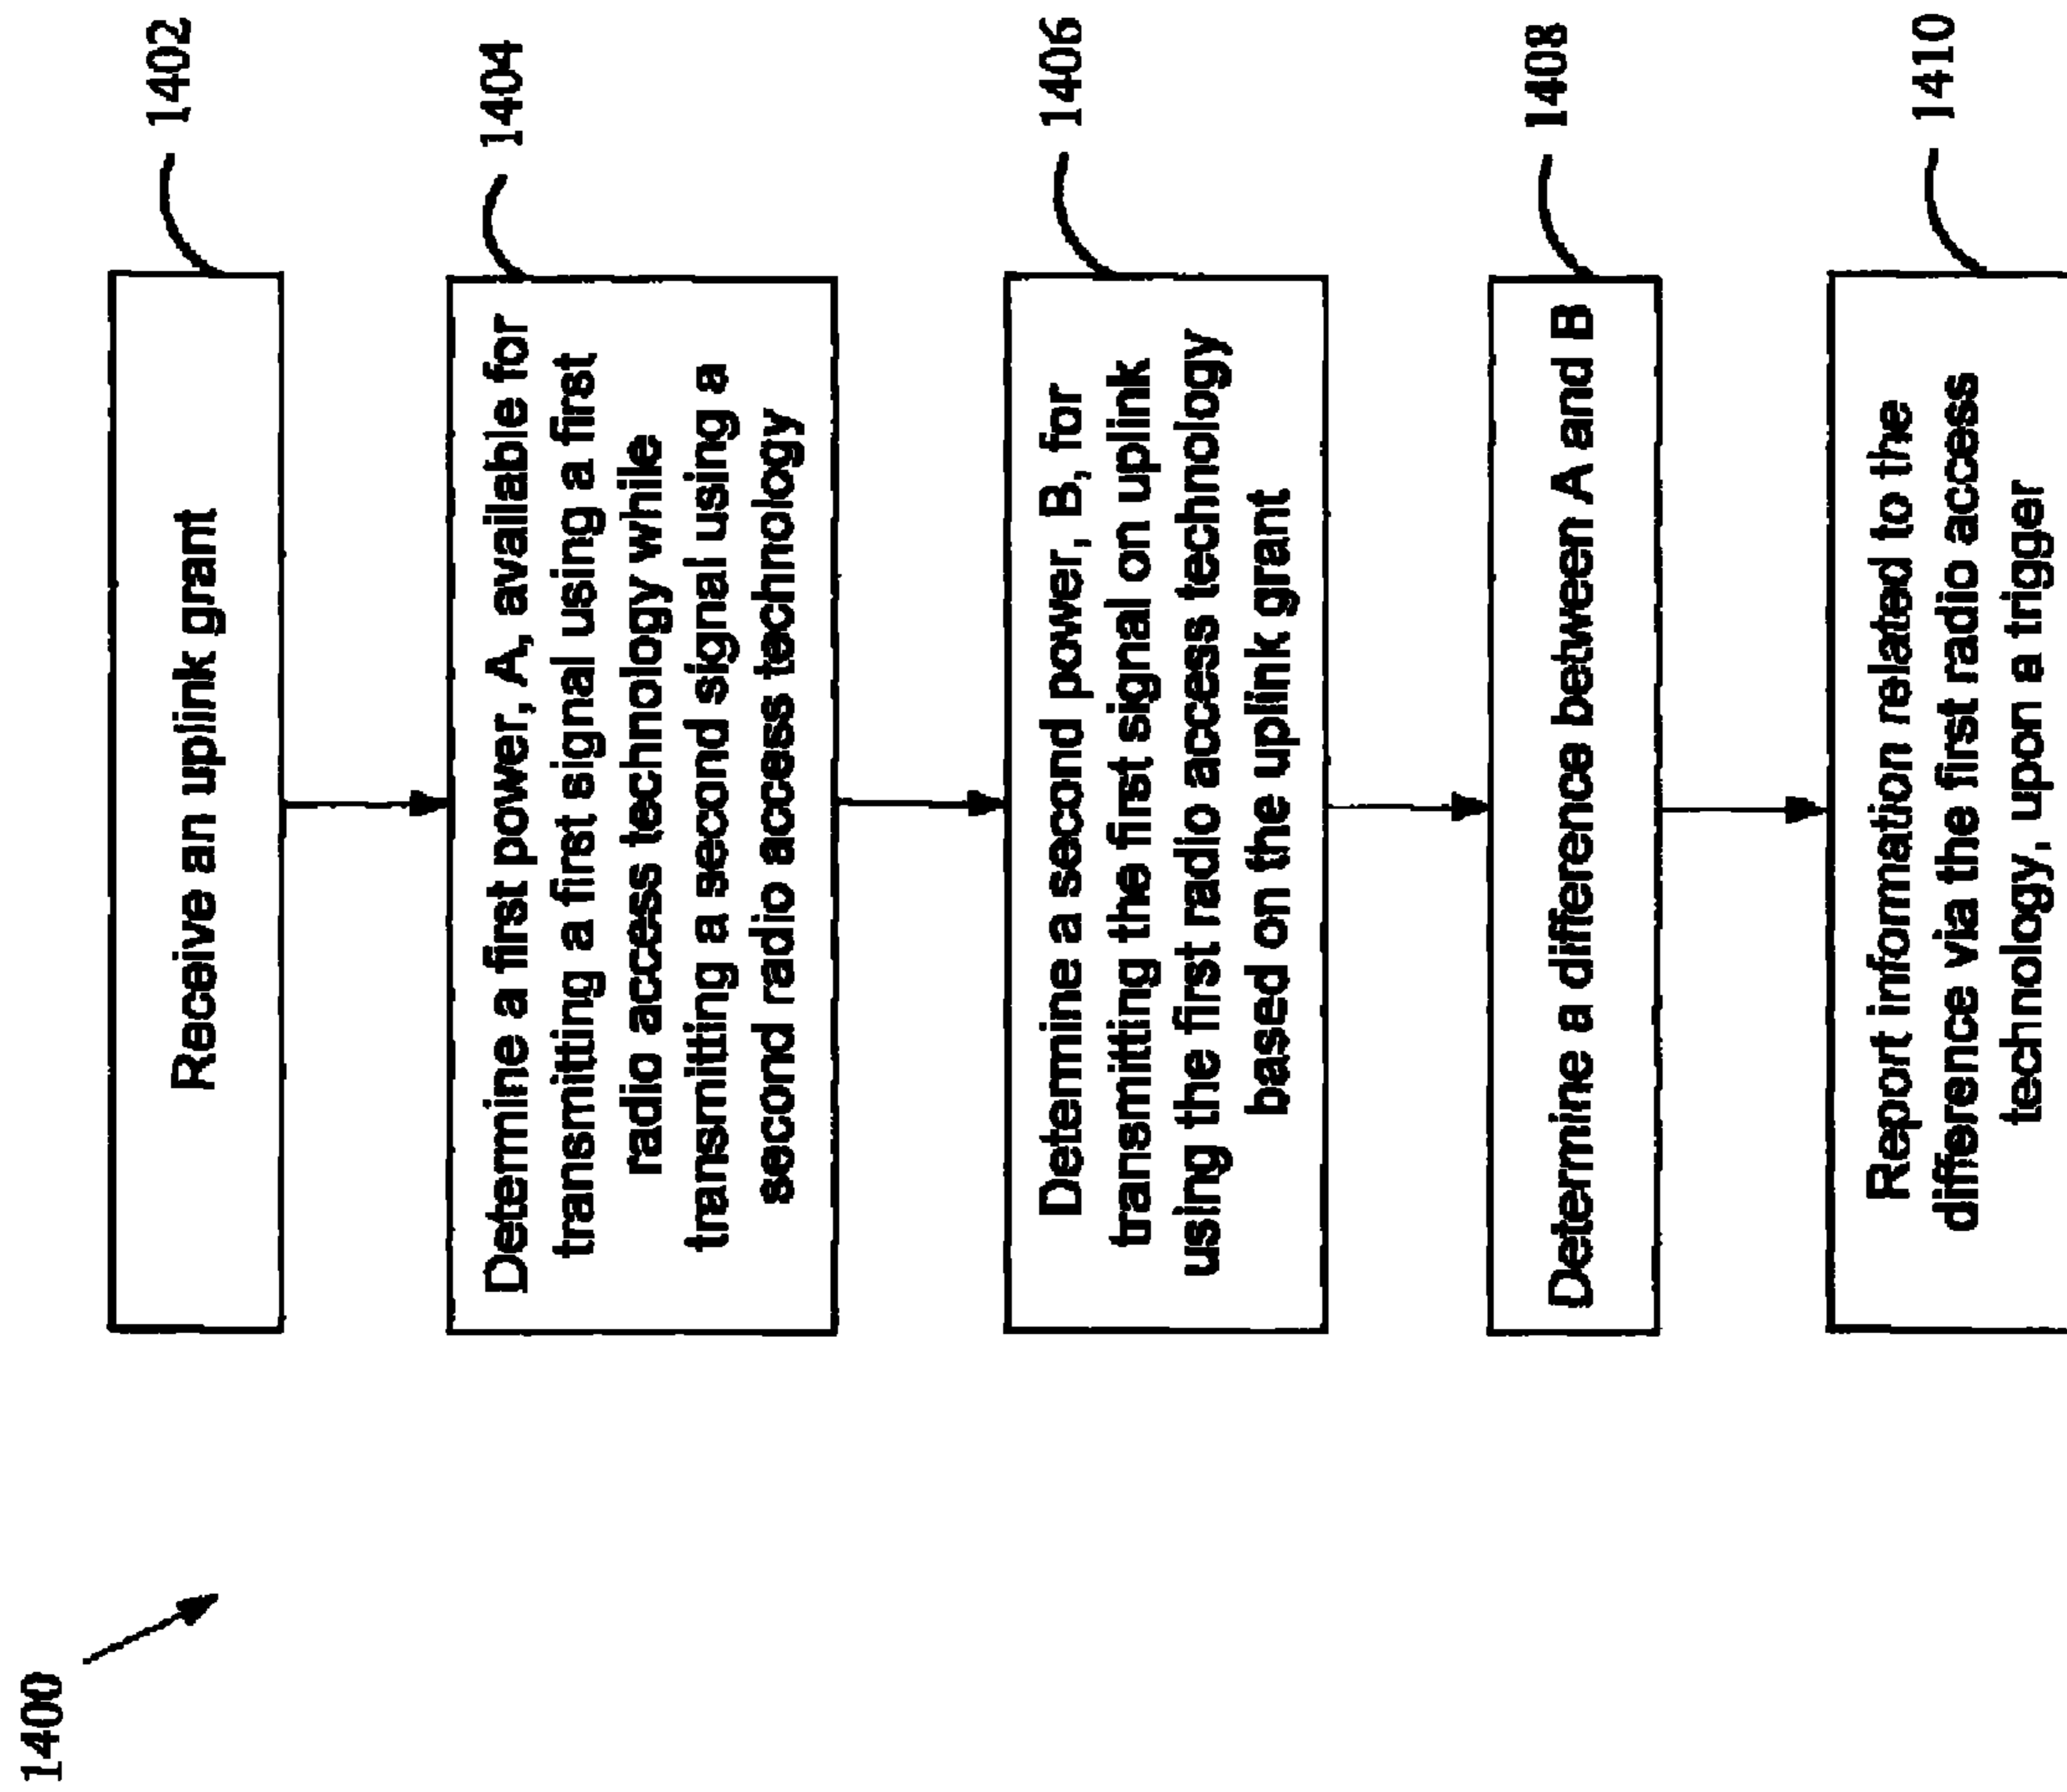 1400
Receive an uplink grant
1402
Determine a first power, A, available for
transmitting a first signal using a first
radio access technology while
transmitting a second signal using a
second radio access technology
1404
Determine a second power, B, for
transmitting the first signal on uplink
using the first radio access technology
based on the uplink grant
1406
Determine a difference between A and B
1408
Report information related to the
difference via the first radio access
technology, upon a trigger
1410